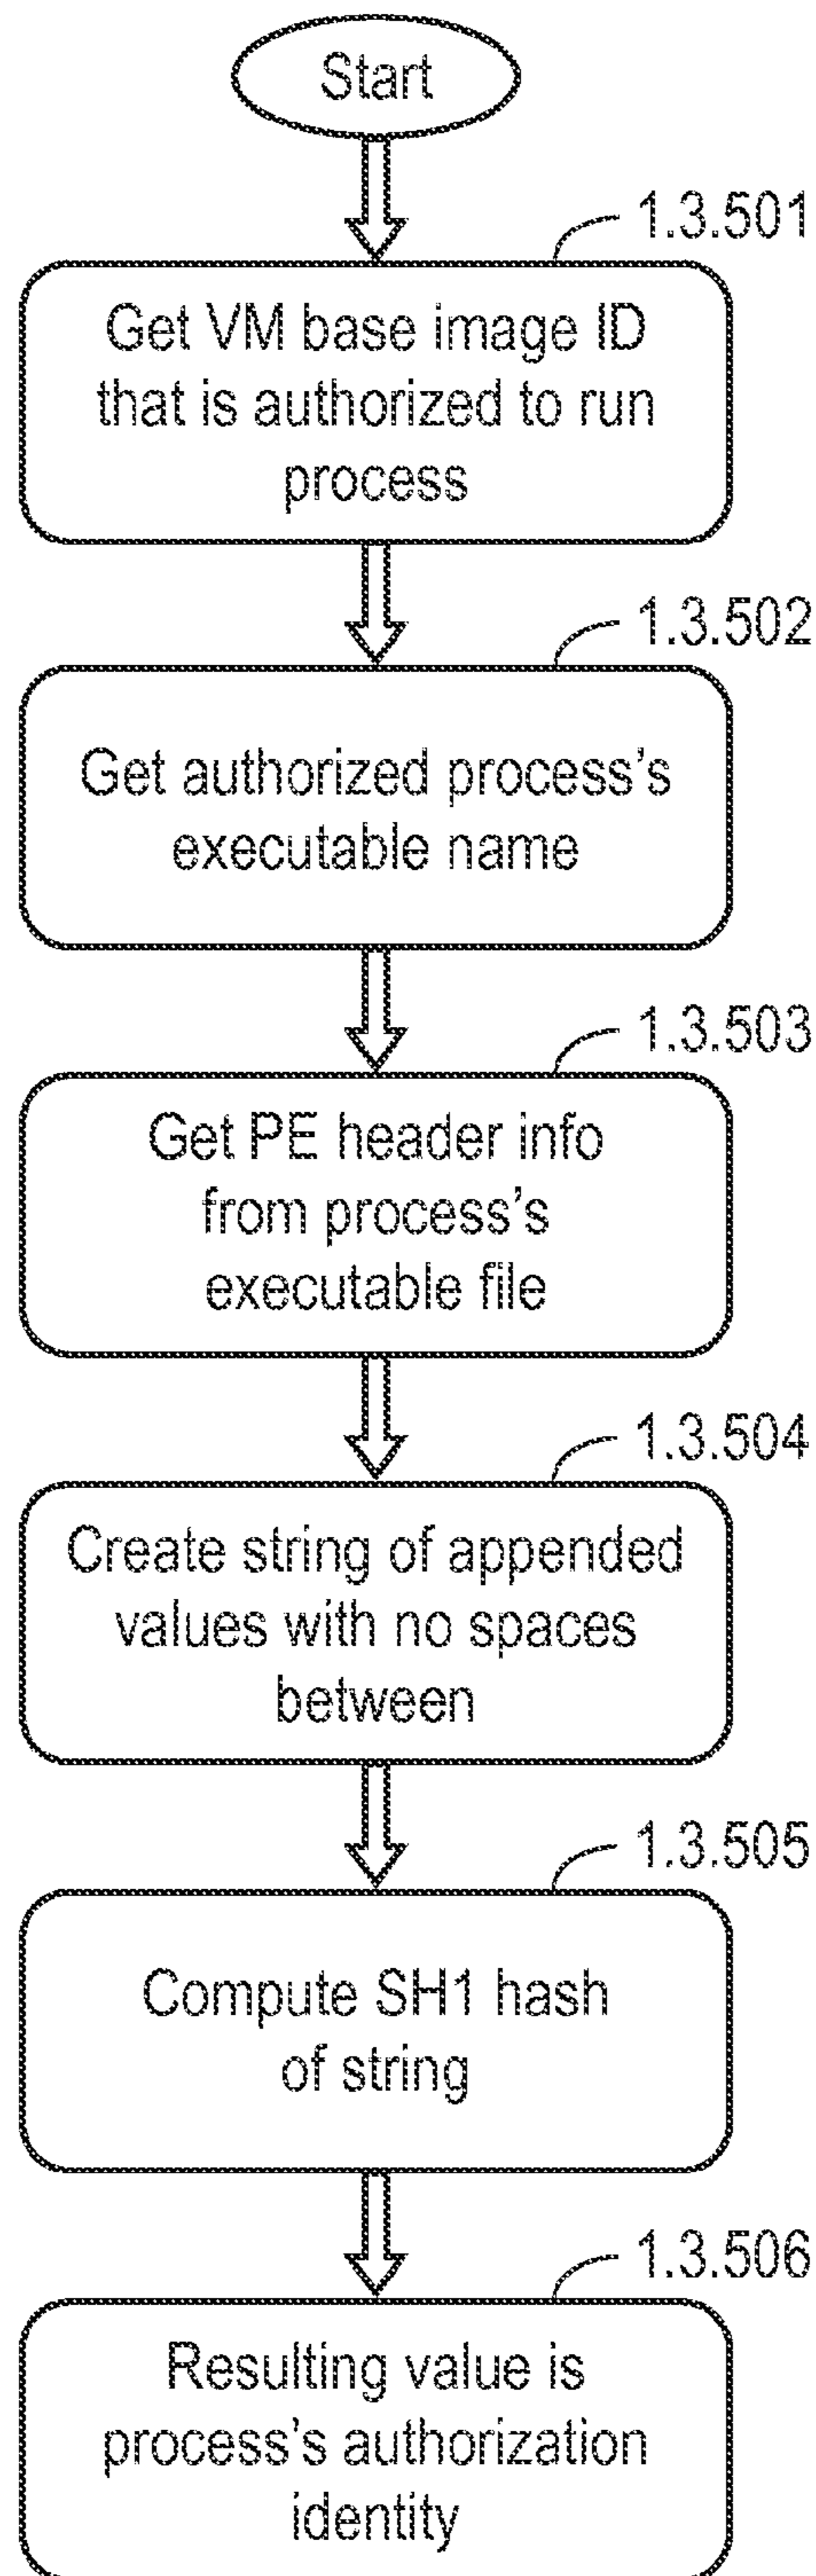 Start
1.3.501
Get VM base image ID
that is authorized to run
process
1.3.502
Get authorized process's
executable name
1.3.503
Get PE header info
from process's
executable file
1.3.504
Create string of appended
values with no spaces
between
1.3.505
Compute SH1 hash
of string
1.3.506
Resulting value is
process's authorization
identity